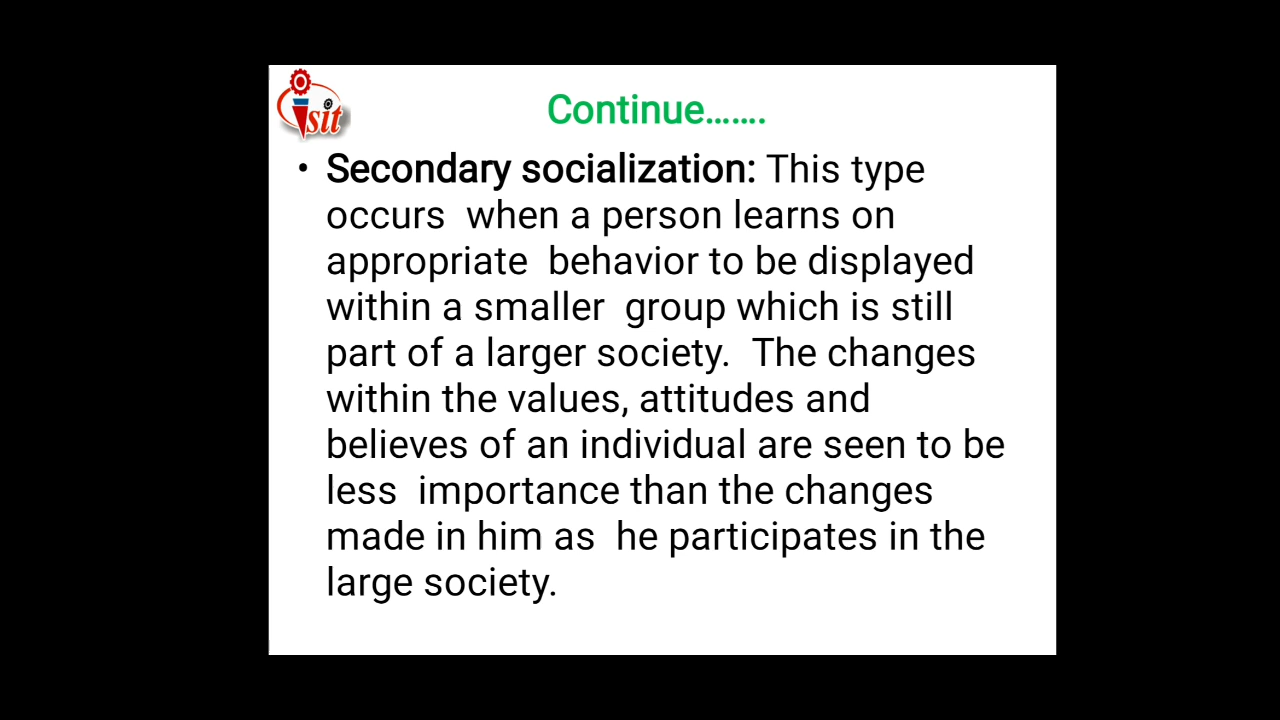 sit
Continue.......
• Secondary socialization: This type
occurs when a person learns on
appropriate behavior to be displayed
within a smaller group which is still
part of a larger society. The changes
within the values, attitudes and
believes of an individual are seen to be
less importance than the changes
made in him as he participates in the
large society.